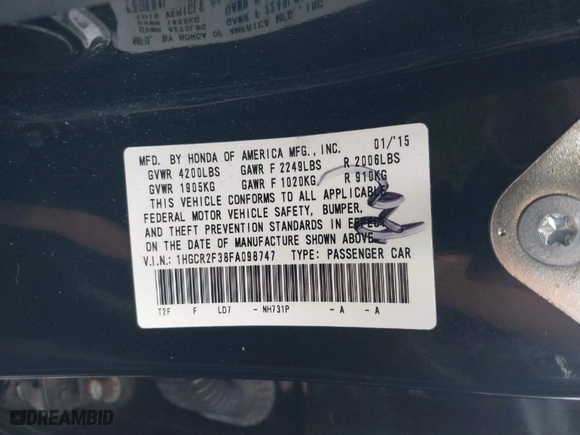 MFD. BY HONDA OF AMERICA MFG., INC. 01/'15
GVWR 4200LBS GAWR F 2249LBS R 2006LBS
GVWR 1905KG GAWR F 1020KG R 910KG
THIS VEHICLE CONFORMS TO ALL APPLICABLE
FEDERAL MOTOR VEHICLE SAFETY, BUMPER,
AND THEFT PREVENTION STANDARDS IN EFFECT
ON THE DATE OF MANUFACTURE SHOWN ABOVE.
V.I.N.: 1HGCR2F38FA098747 TYPE: PASSENGER CAR
T2F F LD7 - NH731P - A - A
DREAMBID